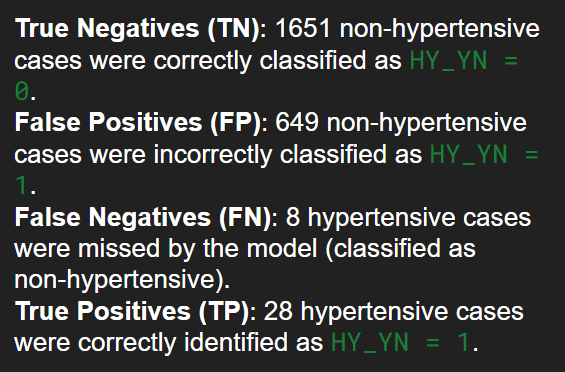 True Negatives (TN): 1651 non-hypertensive
cases were correctly classified as HY_YN =
0.
False Positives (FP): 649 non-hypertensive
cases were incorrectly classified as HY_YN =
1.
False Negatives (FN): 8 hypertensive cases
were missed by the model (classified as
non-hypertensive).
True Positives (TP): 28 hypertensive cases
were correctly identified as HY_YN = 1.